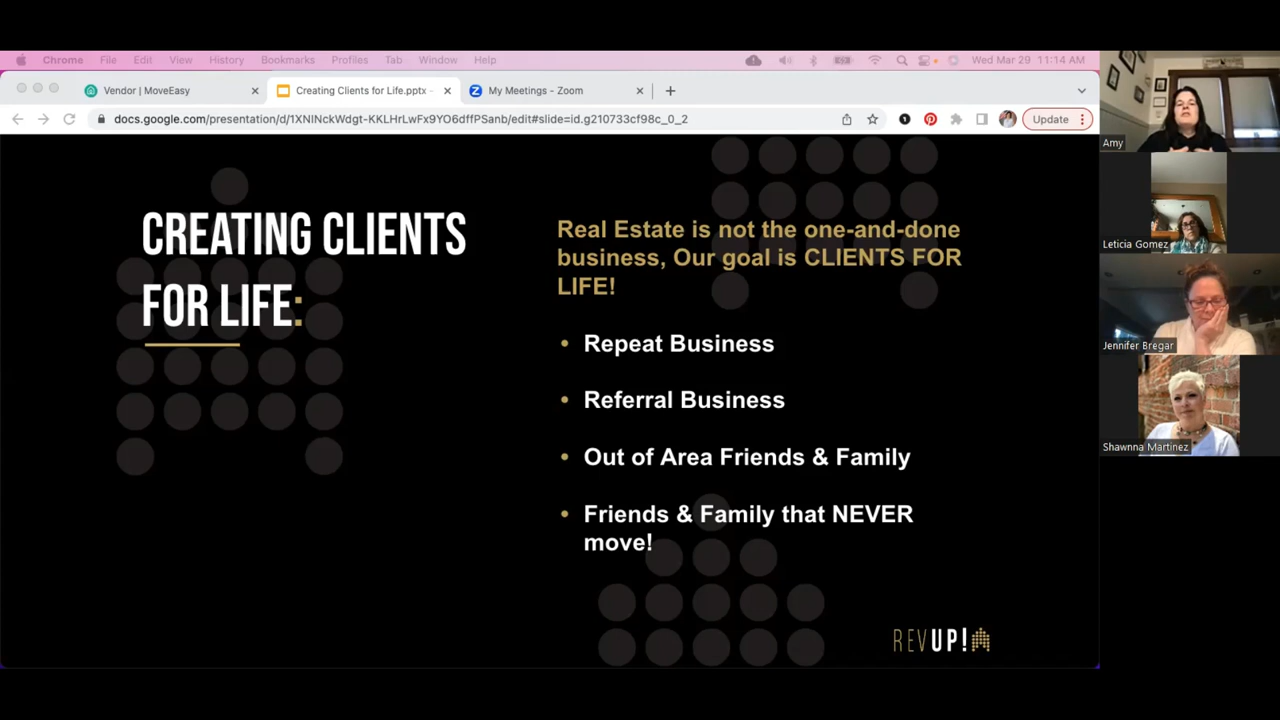 Chrome File Edit View History Bookmarks Profiles Tab Window Help Wed Mar 29 11:14 AM
Vendor | MoveEasy Creating Clients for Life.pptx - My Meetings - Zoom
docs.google.com/presentation/d/1XNINckWdgt-KKLHrLwFx9YO6dffPSanb/edit#slide=id.g210733cf98c_0_2 Update
CREATING CLIENTS
FOR LIFE:
Real Estate is not the one-and-done
business, Our goal is CLIENTS FOR
LIFE!
• Repeat Business
• Referral Business
• Out of Area Friends & Family
• Friends & Family that NEVER
move!
REVUP!
Amy
Leticia Gomez
Jennifer Bregar
Shawnna Martinez